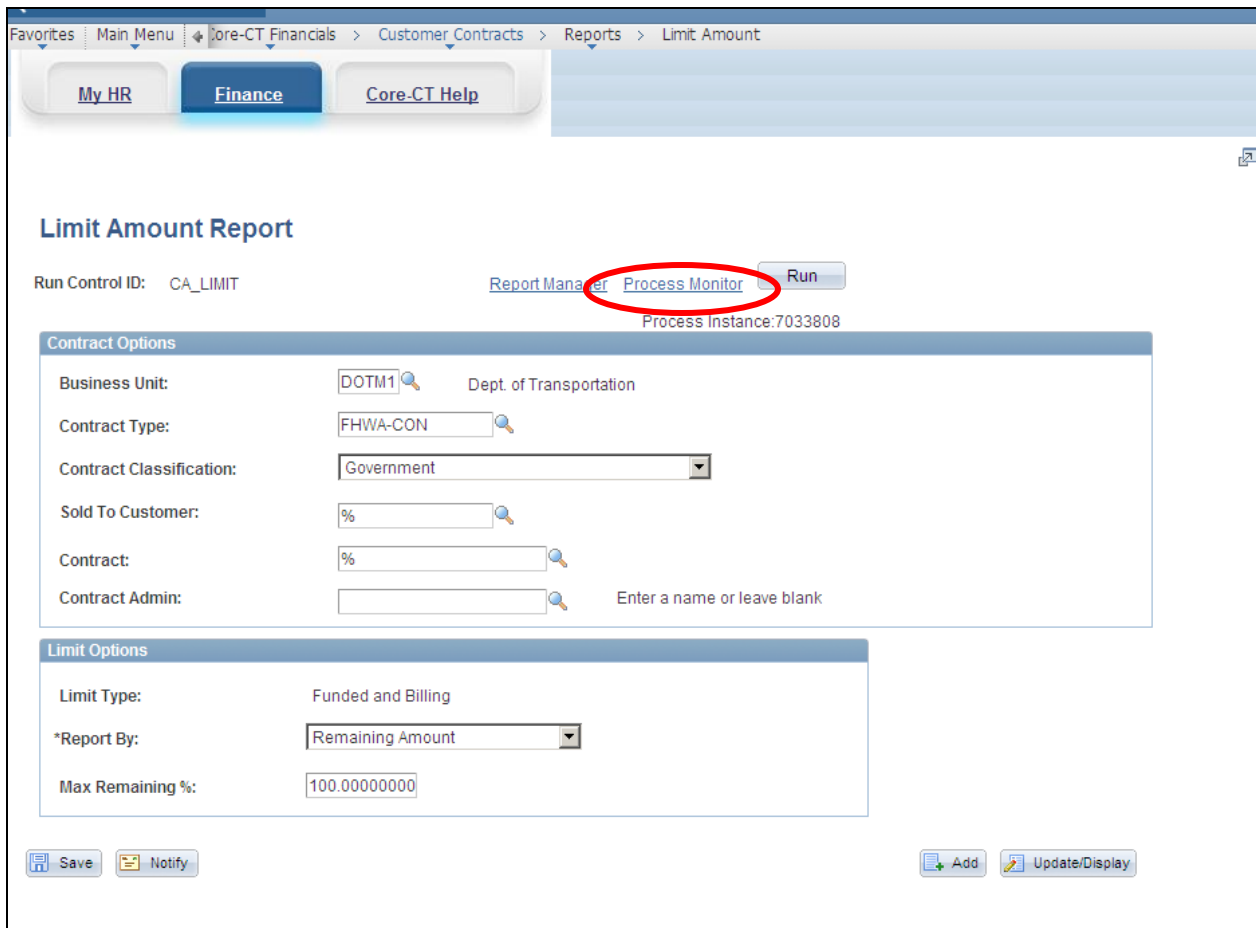 Favorites Main Menu Core-CT Financials > Customer Contracts > Reports > Limit Amount
My HR Finance Core-CT Help
Limit Amount Report
Run Control ID: CA_LIMIT Report Manager Process Monitor Run
Process Instance:7033808
Contract Options
Business Unit: DOTM1 Dept. of Transportation
Contract Type: FHWA-CON
Contract Classification: Government
Sold To Customer: %
Contract: %
Contract Admin: Enter a name or leave blank
Limit Options
Limit Type: Funded and Billing
*Report By: Remaining Amount
Max Remaining %: 100.00000000
Save Notify Add Update/Display